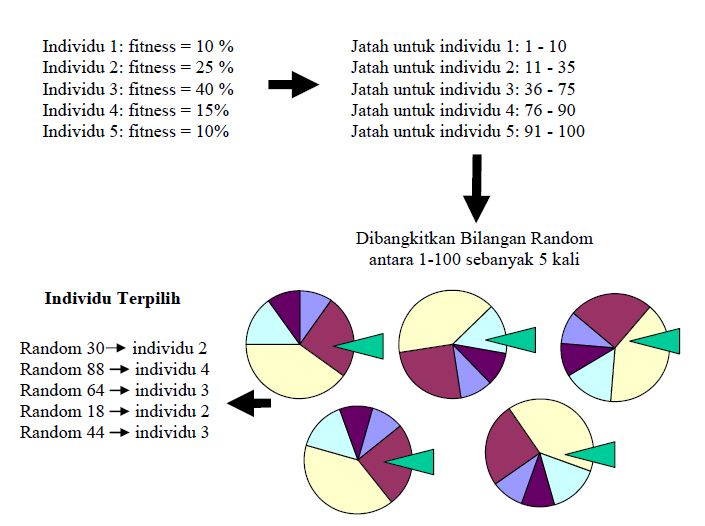 Individu 1: fitness = 10 %
Individu 2: fitness = 25 %
Individu 3: fitness = 40 %
Individu 4: fitness = 15%
Individu 5: fitness = 10%
Jatah untuk individu 1: 1 - 10
Jatah untuk individu 2: 11 - 35
Jatah untuk individu 3: 36 - 75
Jatah untuk individu 4: 76 - 90
Jatah untuk individu 5: 91 - 100
Dibangkitkan Bilangan Random
antara 1-100 sebanyak 5 kali
Individu Terpilih
Random 30 → individu 2
Random 88 → individu 4
Random 64 → individu 3
Random 18 → individu 2
Random 44 → individu 3